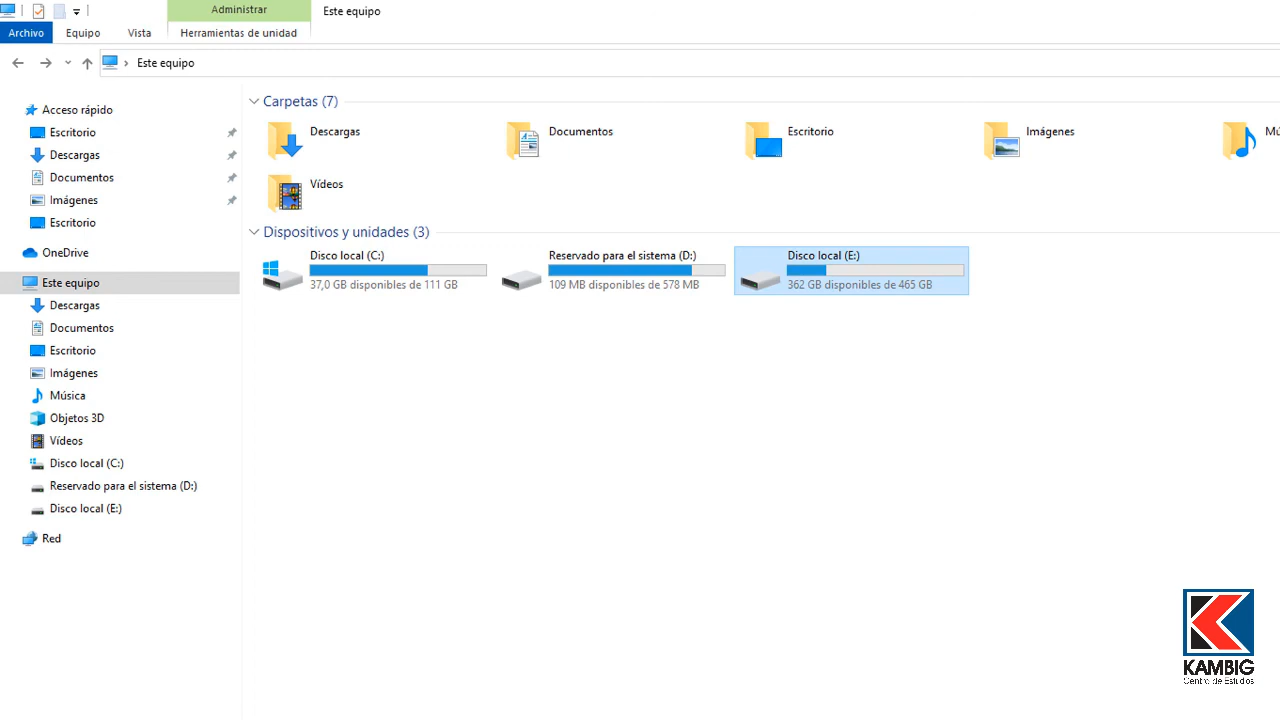 Administrar
Este equipo
Archivo
Equipo
Vista
Herramientas de unidad
Este equipo
Acceso rápido
Escritorio
Descargas
Documentos
Imágenes
Escritorio
OneDrive
Este equipo
Descargas
Documentos
Escritorio
Imágenes
Música
Objetos 3D
Vídeos
Disco local (C:)
Reservado para el sistema (D:)
Disco local (E:)
Red
Carpetas (7)
Descargas
Documentos
Escritorio
Imágenes
Mú
Vídeos
Dispositivos y unidades (3)
Disco local (C:)
37,0 GB disponibles de 111 GB
Reservado para el sistema (D:)
109 MB disponibles de 578 MB
Disco local (E:)
362 GB disponibles de 465 GB
KAMBIG
Centro de Estudos